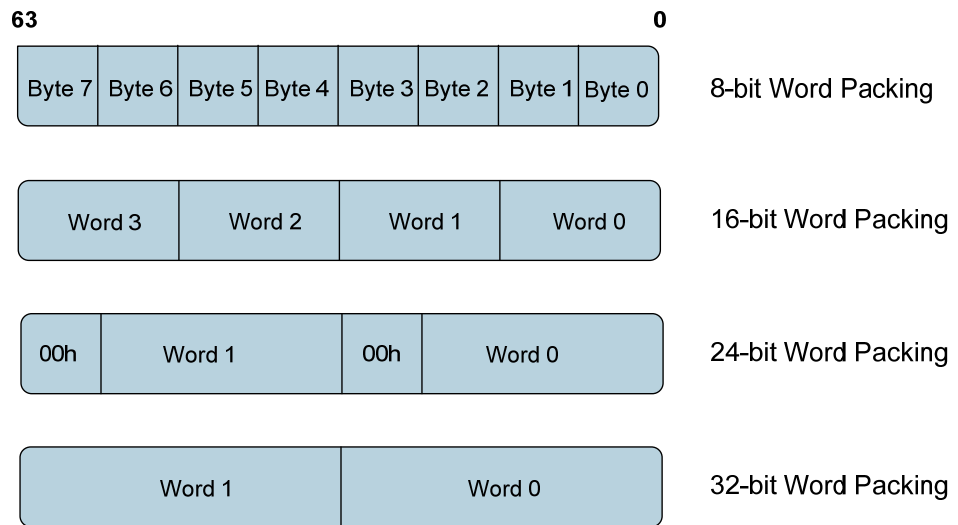 63 0
Byte 7 Byte 6 Byte 5 Byte 4 Byte 3 Byte 2 Byte 1 Byte 0 8-bit Word Packing
Word 3 Word 2 Word 1 Word 0 16-bit Word Packing
00h Word 1 00h Word 0 24-bit Word Packing
Word 1 Word 0 32-bit Word Packing